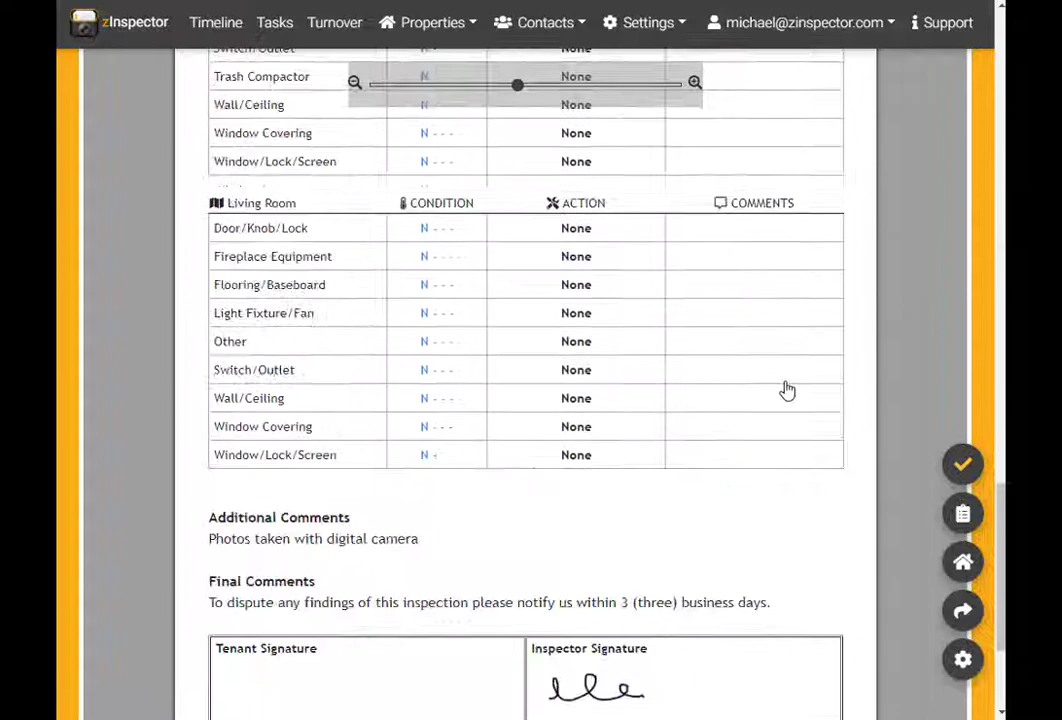 zInspector Timeline Tasks Turnover Properties Contacts Settings michael@zinspector.com Support
Switch/Outlet None
Trash Compactor N None
Wall/Ceiling N None
Window Covering N - - - - None
Window/Lock/Screen N - - - None
Living Room CONDITION ACTION COMMENTS
Door/Knob/Lock N - - - None
Fireplace Equipment N - - - - None
Flooring/Baseboard N - - - None
Light Fixture/Fan N - - - None
Other N - - - None
Switch/Outlet N - - - None
Wall/Ceiling N - - - - None
Window Covering N - - - None
Window/Lock/Screen N - None
Additional Comments
Photos taken with digital camera
Final Comments
To dispute any findings of this inspection please notify us within 3 (three) business days.
Tenant Signature Inspector Signature